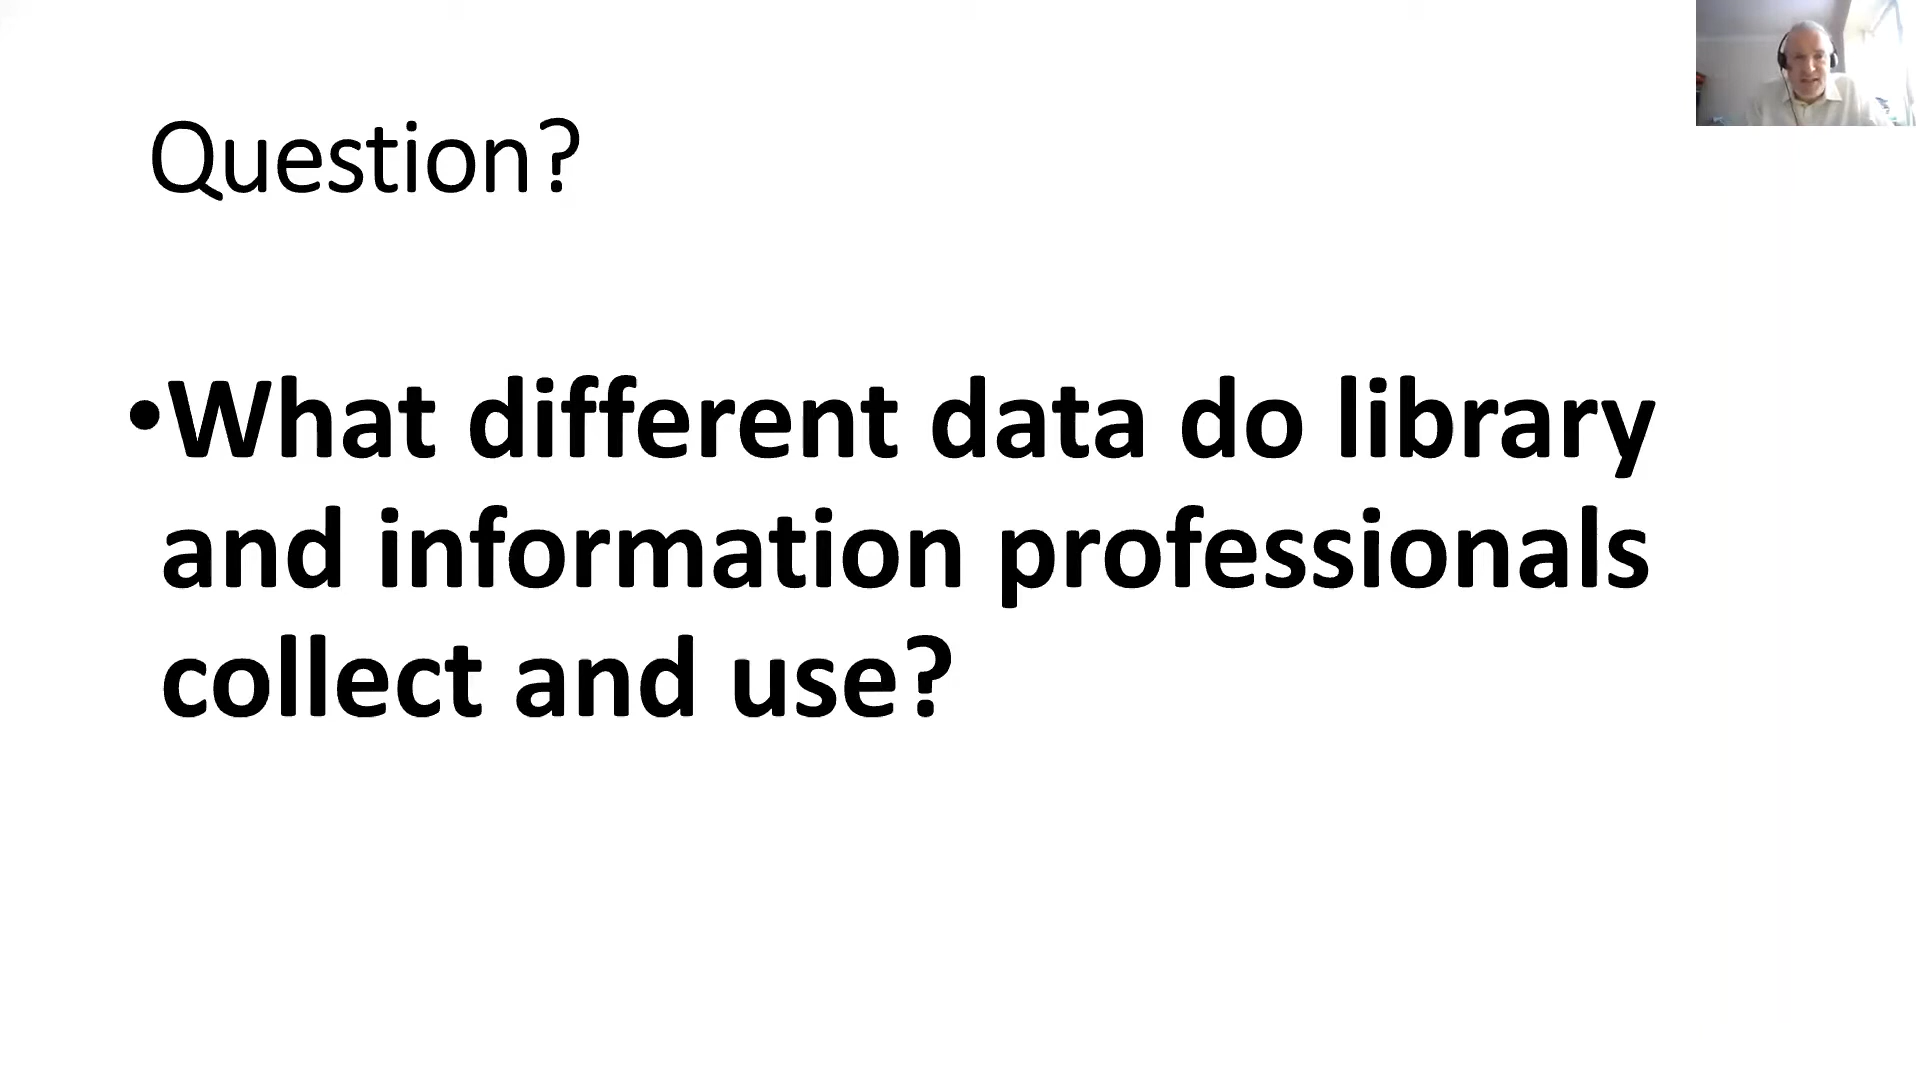 Question?
•What different data do library
and information professionals
collect and use?